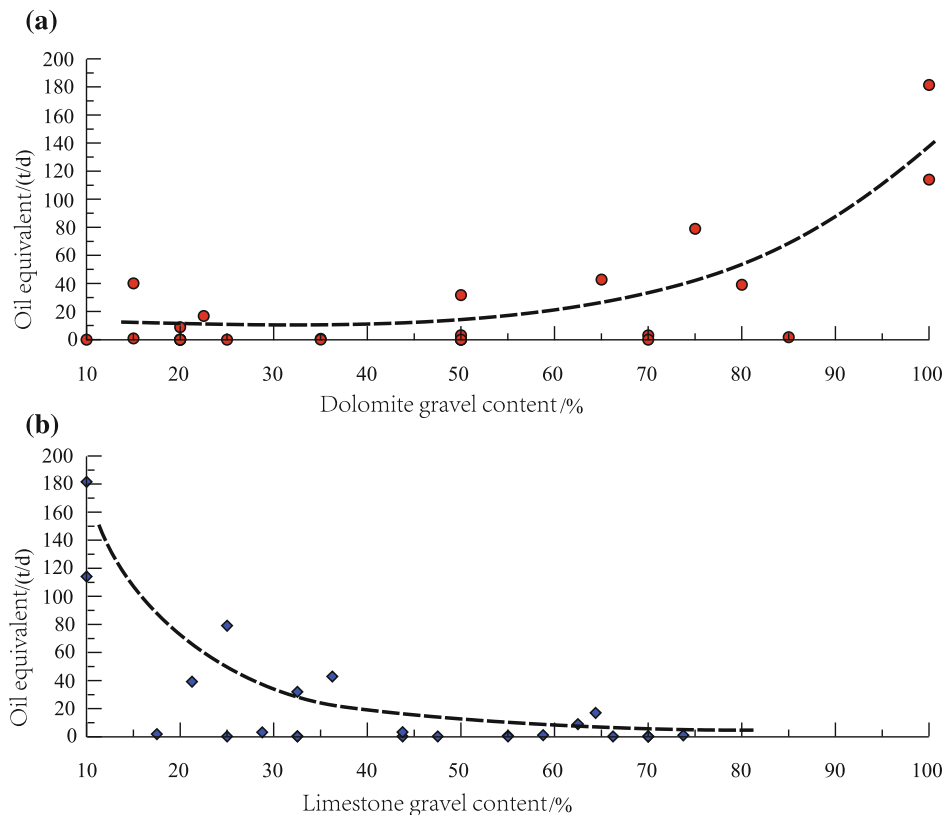 (a)
200
180
160
140
120
100
80
60
40
20
0
Oil equivalent/(t/d)
10 20 30 40 50 60 70 80 90 100
Dolomite gravel content/%
(b)
200
180
160
140
120
100
80
60
40
20
0
Oil equivalent/(t/d)
10 20 30 40 50 60 70 80 90 100
Limestone gravel content/%